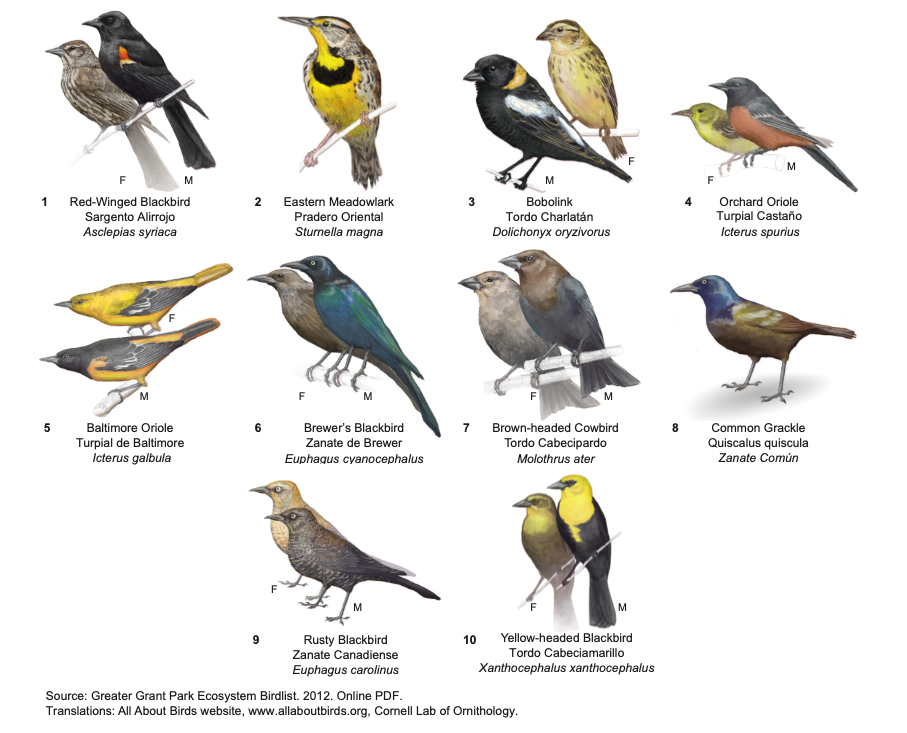 F
M
1 Red-Winged Blackbird
Sargento Alirrojo
Asclepias syriaca
2 Eastern Meadowlark
Pradero Oriental
Sturnella magna
F
M
3 Bobolink
Tordo Charlatán
Dolichonyx oryzivorus
F
M
4 Orchard Oriole
Turpial Castaño
Icterus spurius
F
M
5 Baltimore Oriole
Turpial de Baltimore
Icterus galbula
F
M
6 Brewer's Blackbird
Zanate de Brewer
Euphagus cyanocephalus
F
M
7 Brown-headed Cowbird
Tordo Cabecipardo
Molothrus ater
8 Common Grackle
Quiscalus quiscula
Zanate Común
F
M
9 Rusty Blackbird
Zanate Canadiense
Euphagus carolinus
F
M
10 Yellow-headed Blackbird
Tordo Cabeciamarillo
Xanthocephalus xanthocephalus
Source: Greater Grant Park Ecosystem Birdlist. 2012. Online PDF.
Translations: All About Birds website, www.allaboutbirds.org, Cornell Lab of Ornithology.